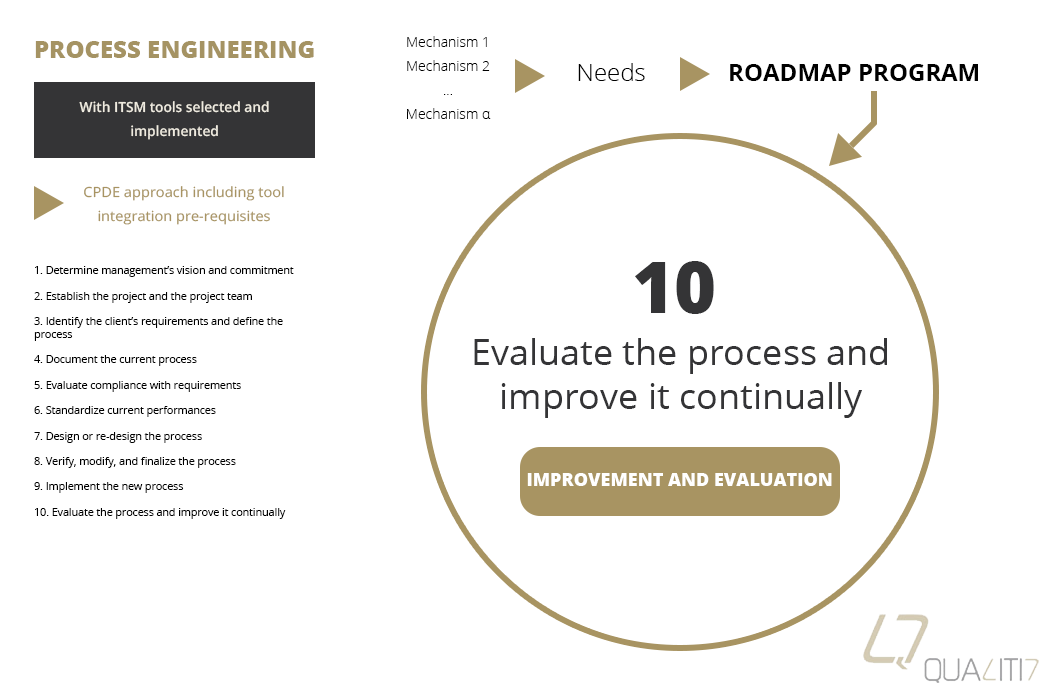 PROCESS ENGINEERING
With ITSM tools selected and
implemented
CPDE approach including tool
integration pre-requisites
1. Determine management’s vision and commitment
2. Establish the project and the project team
3. Identify the client’s requirements and define the
process
4. Document the current process
5. Evaluate compliance with requirements
6. Standardize current performances
7. Design or re-design the process
8. Verify, modify, and finalize the process
9. Implement the new process
10. Evaluate the process and improve it continually
Mechanism 1
Mechanism 2
...
Mechanism α
Needs
ROADMAP PROGRAM
10
Evaluate the process and
improve it continually
IMPROVEMENT AND EVALUATION
QUALITI7